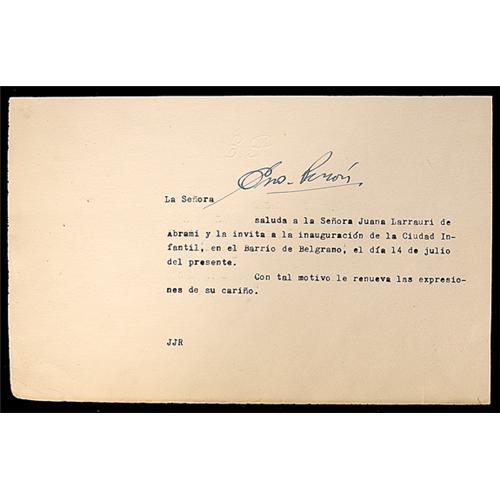 E. P.
Eva Perón
La Señora
saluda a la Señora Juana Larrauri de
Abrami y la invita a la inauguración de la Ciudad In-
fantil, en el Barrio de Belgrano, el día 14 de julio
del presente.
Con tal motivo le renueva las expresio-
nes de su cariño.
JJR